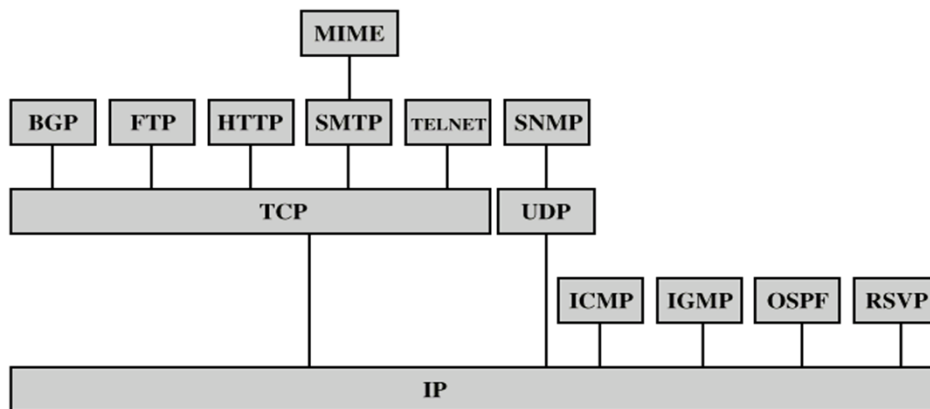 MIME
BGP FTP HTTP SMTP TELNET SNMP
TCP UDP
ICMP IGMP OSPF RSVP
IP